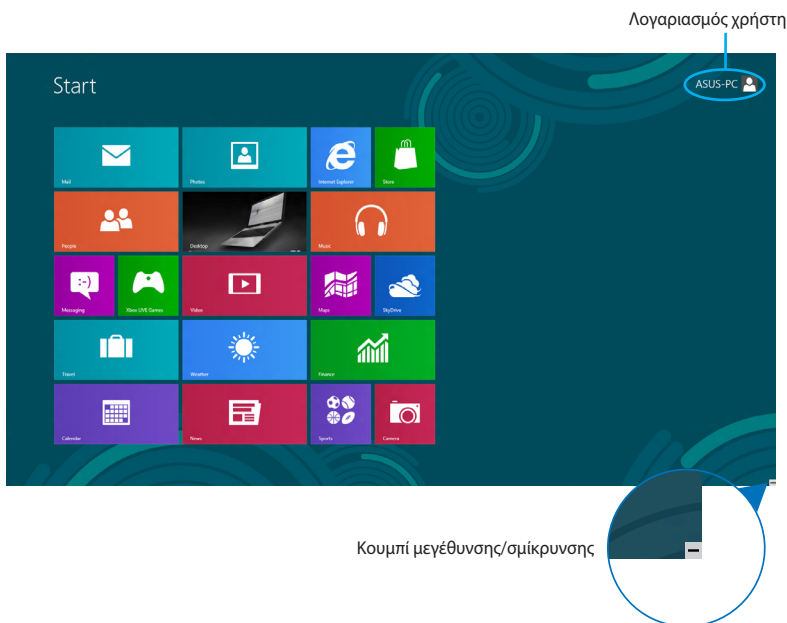 Λογαριασμός χρήστη
Start
ASUS-PC
Mail
Photos
Internet Explorer
Store
People
Desktop
Music
Messaging
Xbox LIVE Games
Video
Maps
SkyDrive
Travel
Weather
Finance
Calendar
News
Sports
Camera
Κουμπί μεγέθυνσης/σμίκρυνσης